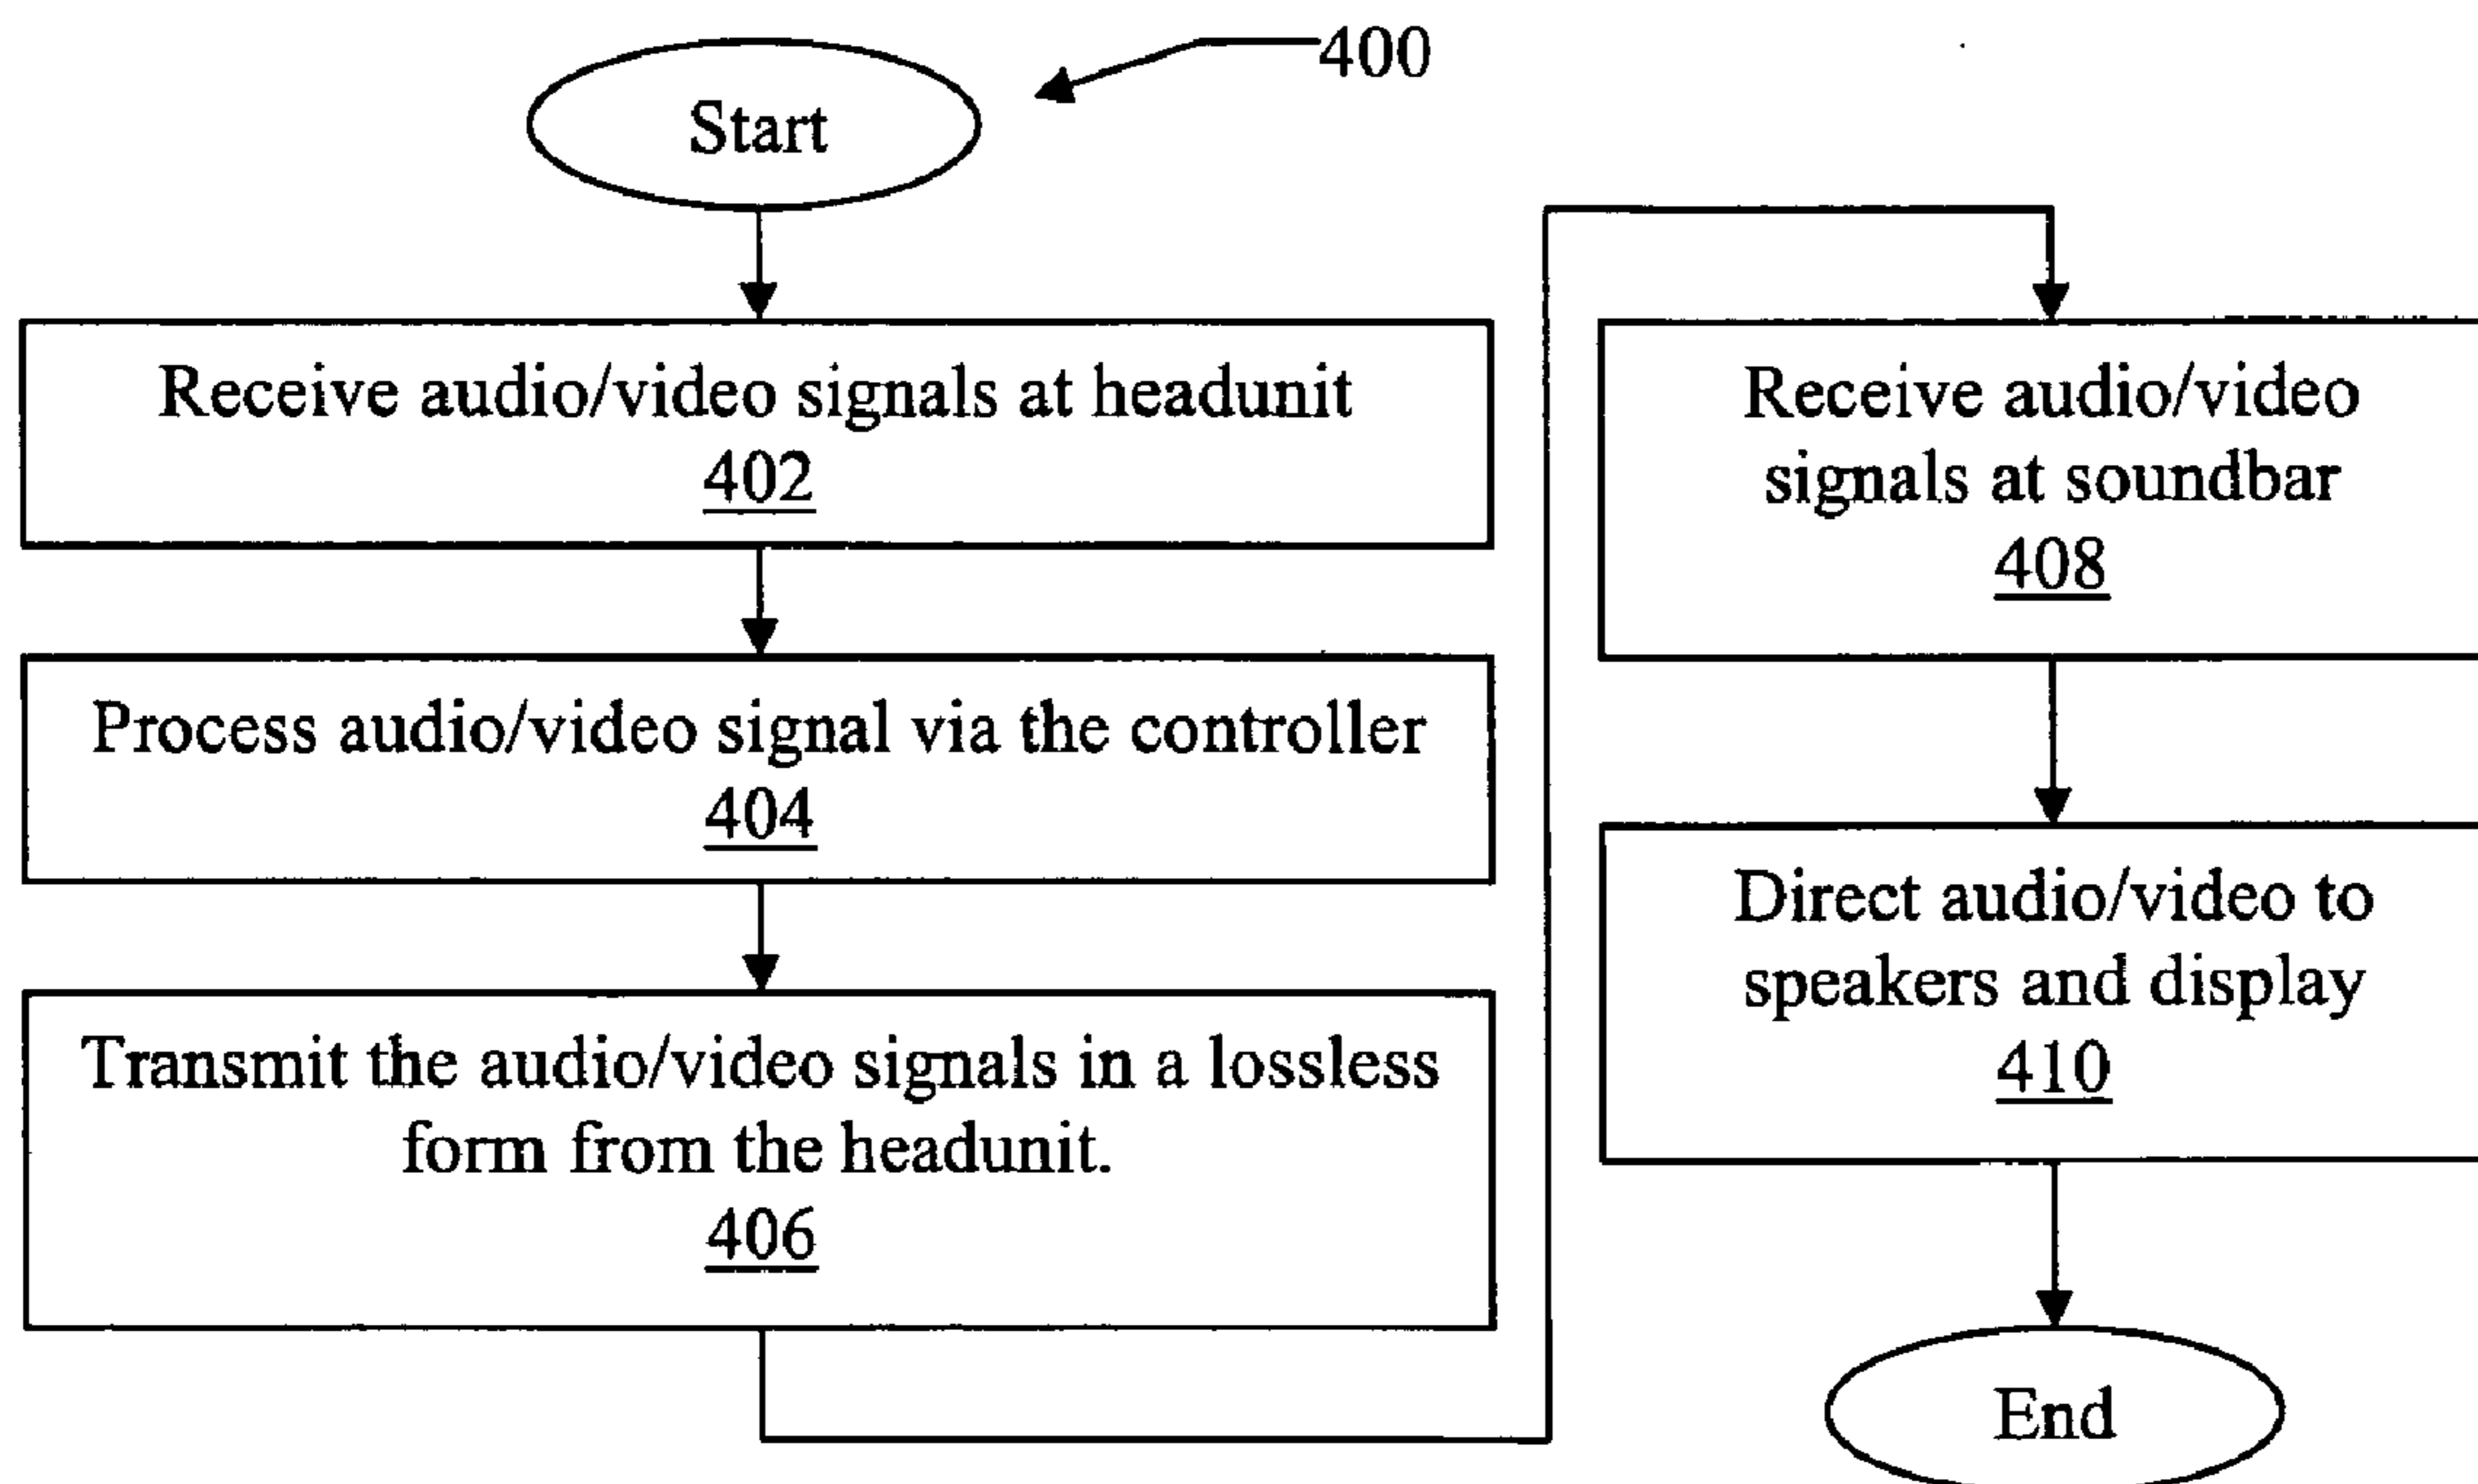 Start
400
Receive audio/video signals at headunit
402
Process audio/video signal via the controller
404
Transmit the audio/video signals in a lossless
form from the headunit.
406
Receive audio/video
signals at soundbar
408
Direct audio/video to
speakers and display
410
End